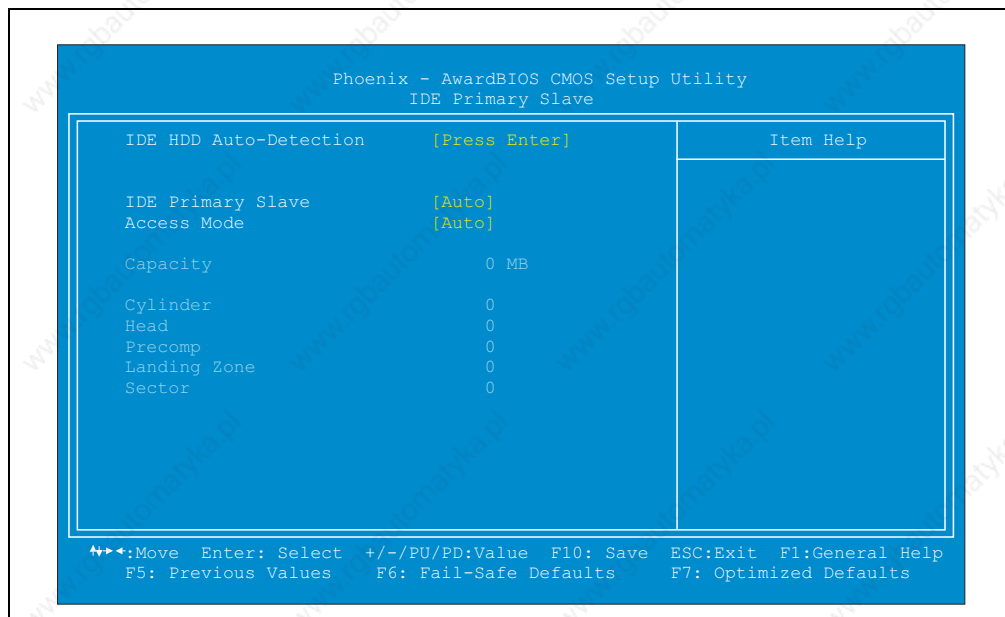 Phoenix - AwardBIOS CMOS Setup Utility
IDE Primary Slave
IDE HDD Auto-Detection [Press Enter] Item Help
IDE Primary Slave [Auto]
Access Mode [Auto]
Capacity 0 MB
Cylinder 0
Head 0
Precomp 0
Landing Zone 0
Sector 0
:Move Enter: Select +/-/PU/PD:Value F10: Save ESC:Exit F1:General Help
F5: Previous Values F6: Fail-Safe Defaults F7: Optimized Defaults
www.rgbautomatyka.pl